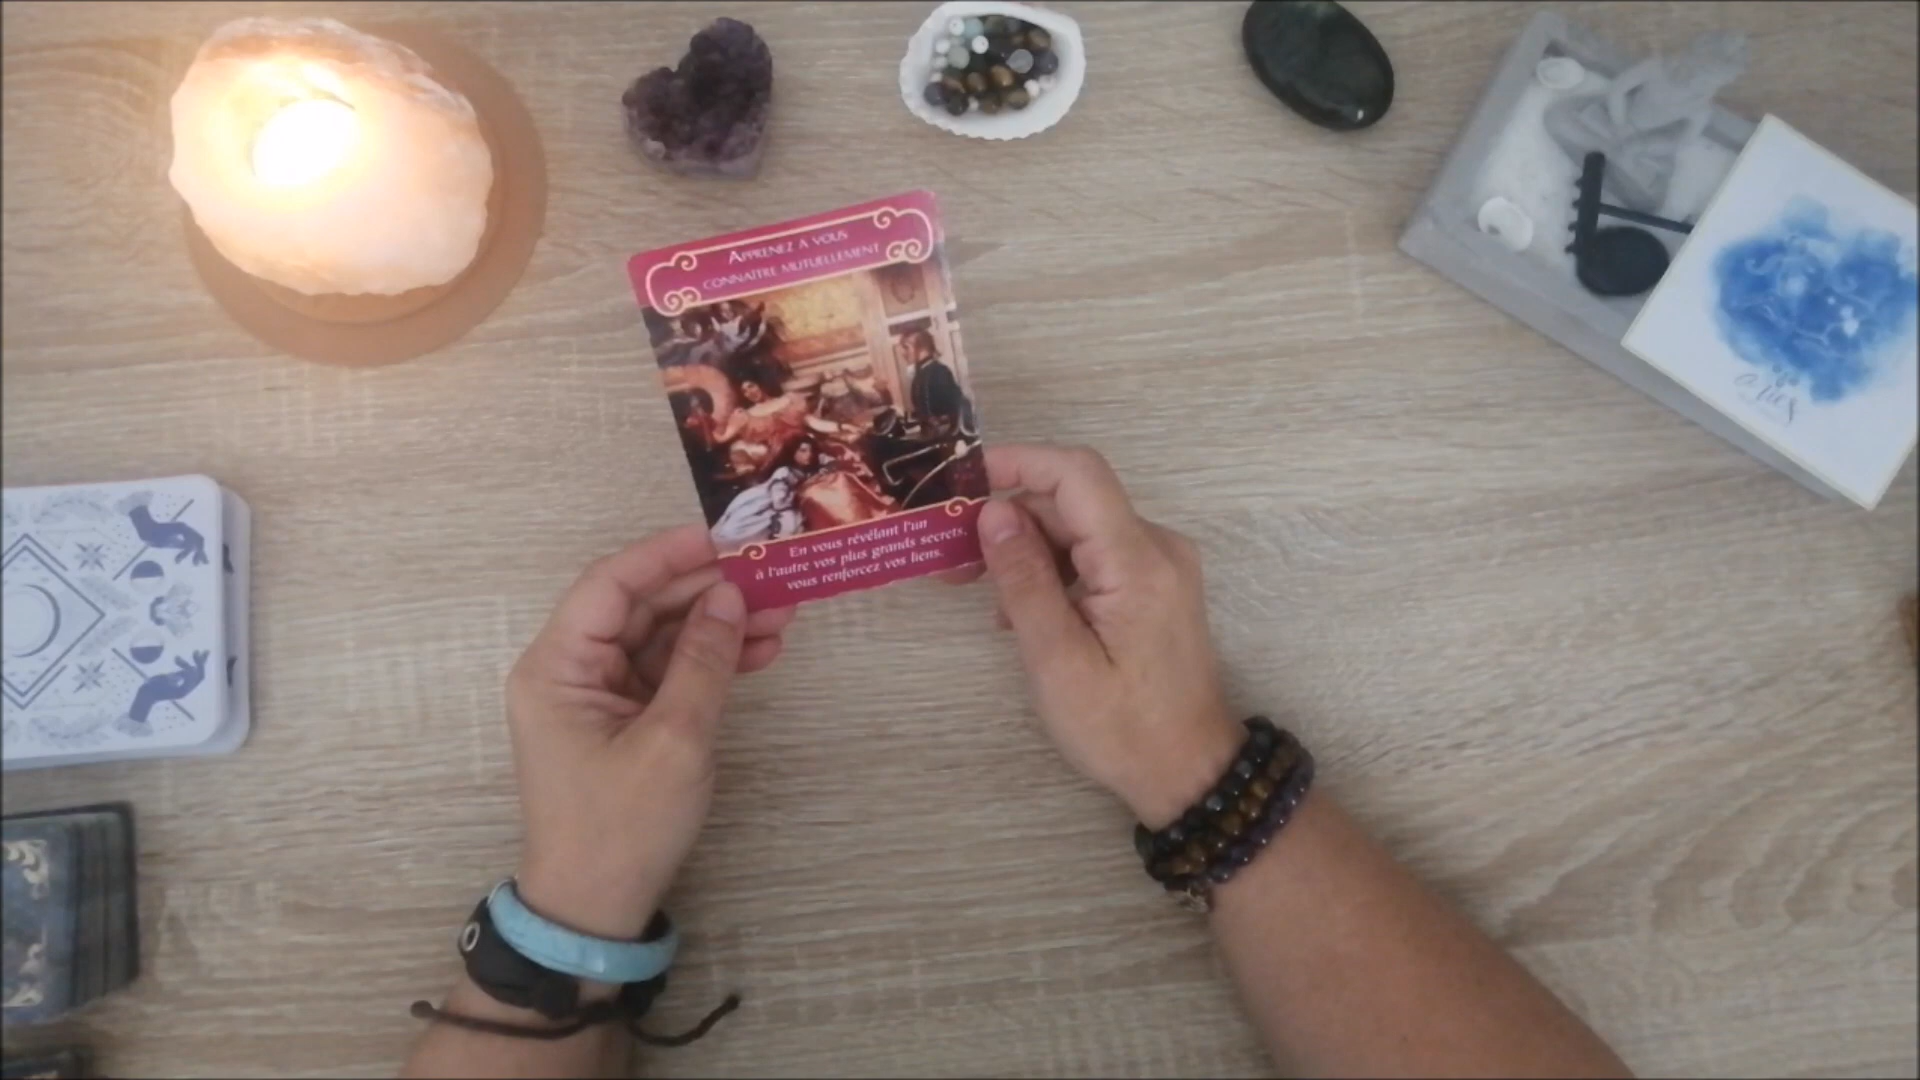 APPRENEZ À VOUS
CONNAÎTRE MUTUELLEMENT
En vous révélant l'un
à l'autre vos plus grands secrets,
vous renforcez vos liens.